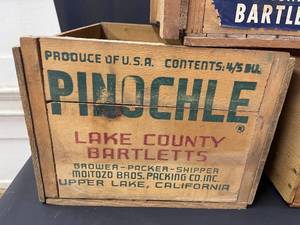 BARTLE
PRODUCE OF U.S.A. CONTENTS: 4/5 BU.
PINOCHLE
®
LAKE COUNTY
BARTLETTS
GROWER-PACKER-SHIPPER
MOITOZO BROS. PACKING CO. INC.
UPPER LAKE, CALIFORNIA